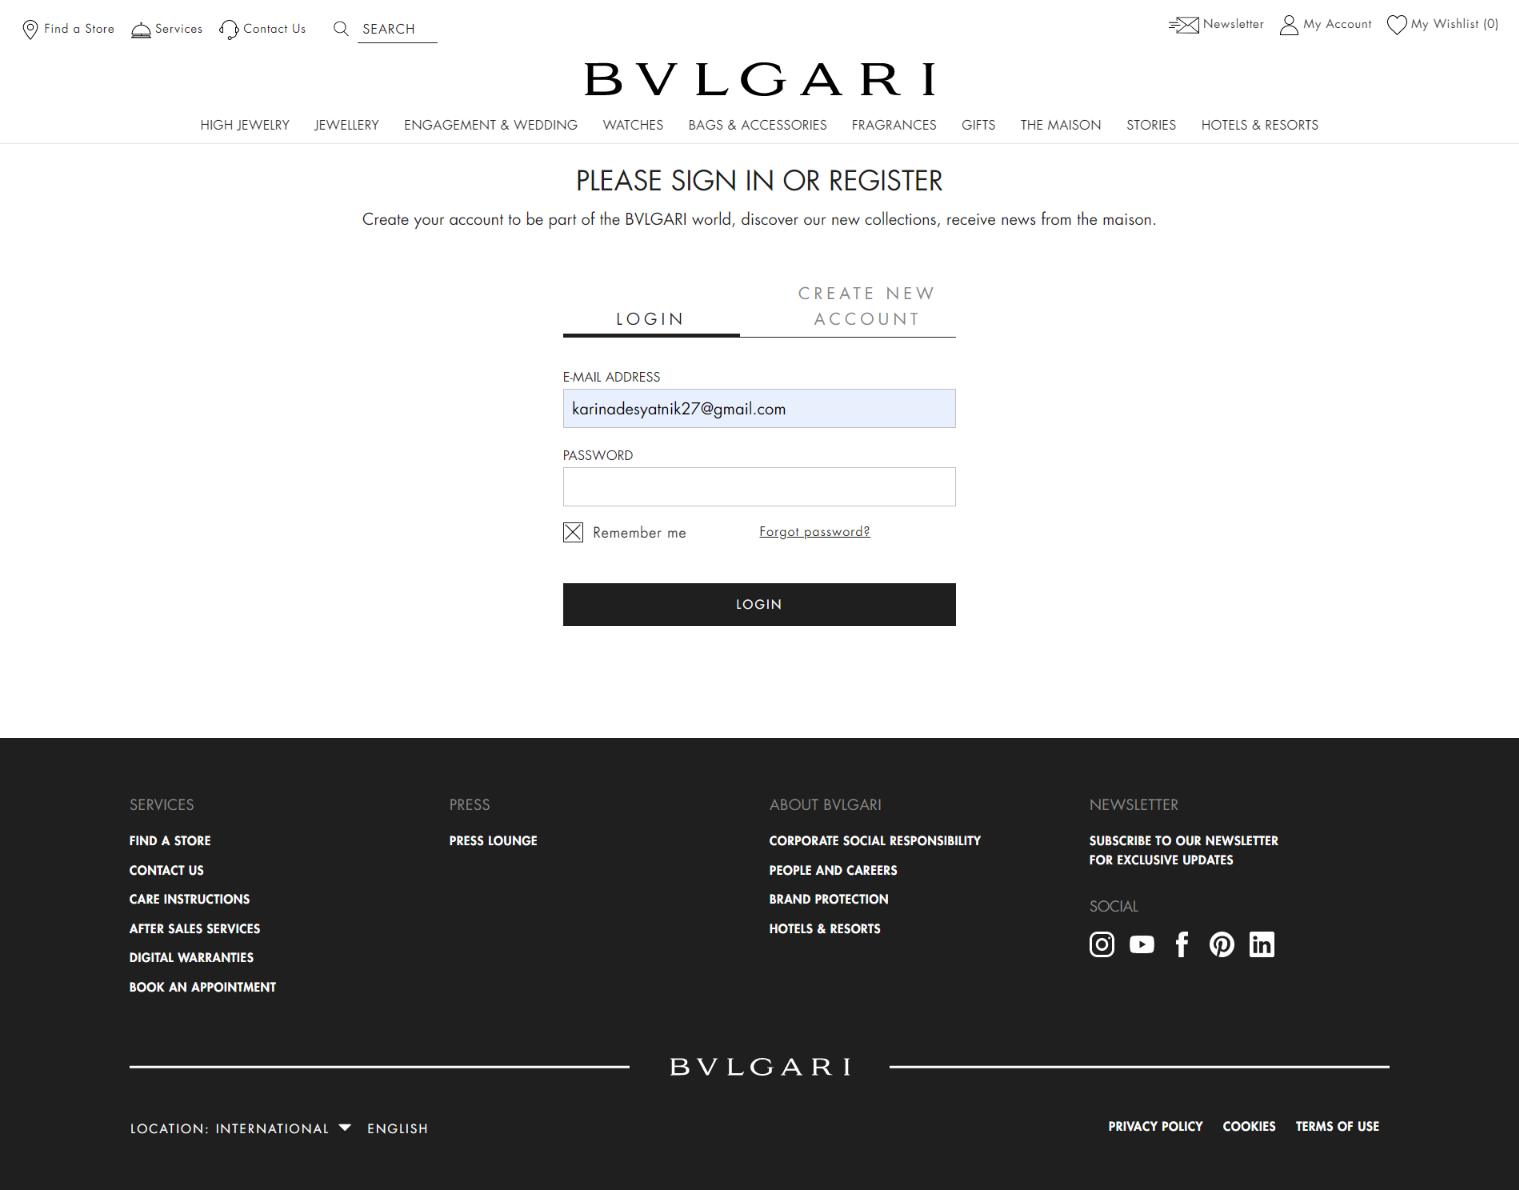 Find a Store
Services
Contact Us
SEARCH
Newsletter
My Account
My Wishlist (0)
BVLGARI
HIGH JEWELRY
JEWELLERY
ENGAGEMENT & WEDDING
WATCHES
BAGS & ACCESSORIES
FRAGRANCES
GIFTS
THE MAISON
STORIES
HOTELS & RESORTS
PLEASE SIGN IN OR REGISTER
Create your account to be part of the BVLGARI world, discover our new collections, receive news from the maison.
LOGIN
CREATE NEW
ACCOUNT
E-MAIL ADDRESS
karinadesyatnik27@gmail.com
PASSWORD
Remember me
Forgot password?
LOGIN
SERVICES
FIND A STORE
CONTACT US
CARE INSTRUCTIONS
AFTER SALES SERVICES
DIGITAL WARRANTIES
BOOK AN APPOINTMENT
PRESS
PRESS LOUNGE
ABOUT BVLGARI
CORPORATE SOCIAL RESPONSIBILITY
PEOPLE AND CAREERS
BRAND PROTECTION
HOTELS & RESORTS
NEWSLETTER
SUBSCRIBE TO OUR NEWSLETTER
FOR EXCLUSIVE UPDATES
SOCIAL
BVLGARI
LOCATION: INTERNATIONAL
ENGLISH
PRIVACY POLICY
COOKIES
TERMS OF USE